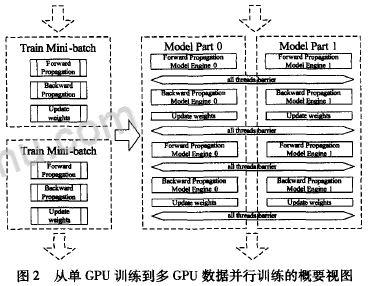 Train Mini-batch
Forward
Propagation
Backward
Propagation
Update
weights
Train Mini-batch
Forward
Propagation
Backward
Propagation
Update
weights
Model Part 0
Model Part 1
Forward Propagation
Model Engine 0
Forward Propagation
Model Engine 1
all threads barrier
Backward Propagation
Model Engine 0
Backward Propagation
Model Engine 1
Update weights
Update weights
all threads barrier
Forward Propagation
Model Engine 0
Forward Propagation
Model Engine 1
all threads barrier
Backward Propagation
Model Engine 0
Backward Propagation
Model Engine 1
Update weights
Update weights
all threads barrier
图 2 从单 GPU 训练到多 GPU 数据并行训练的概要视图